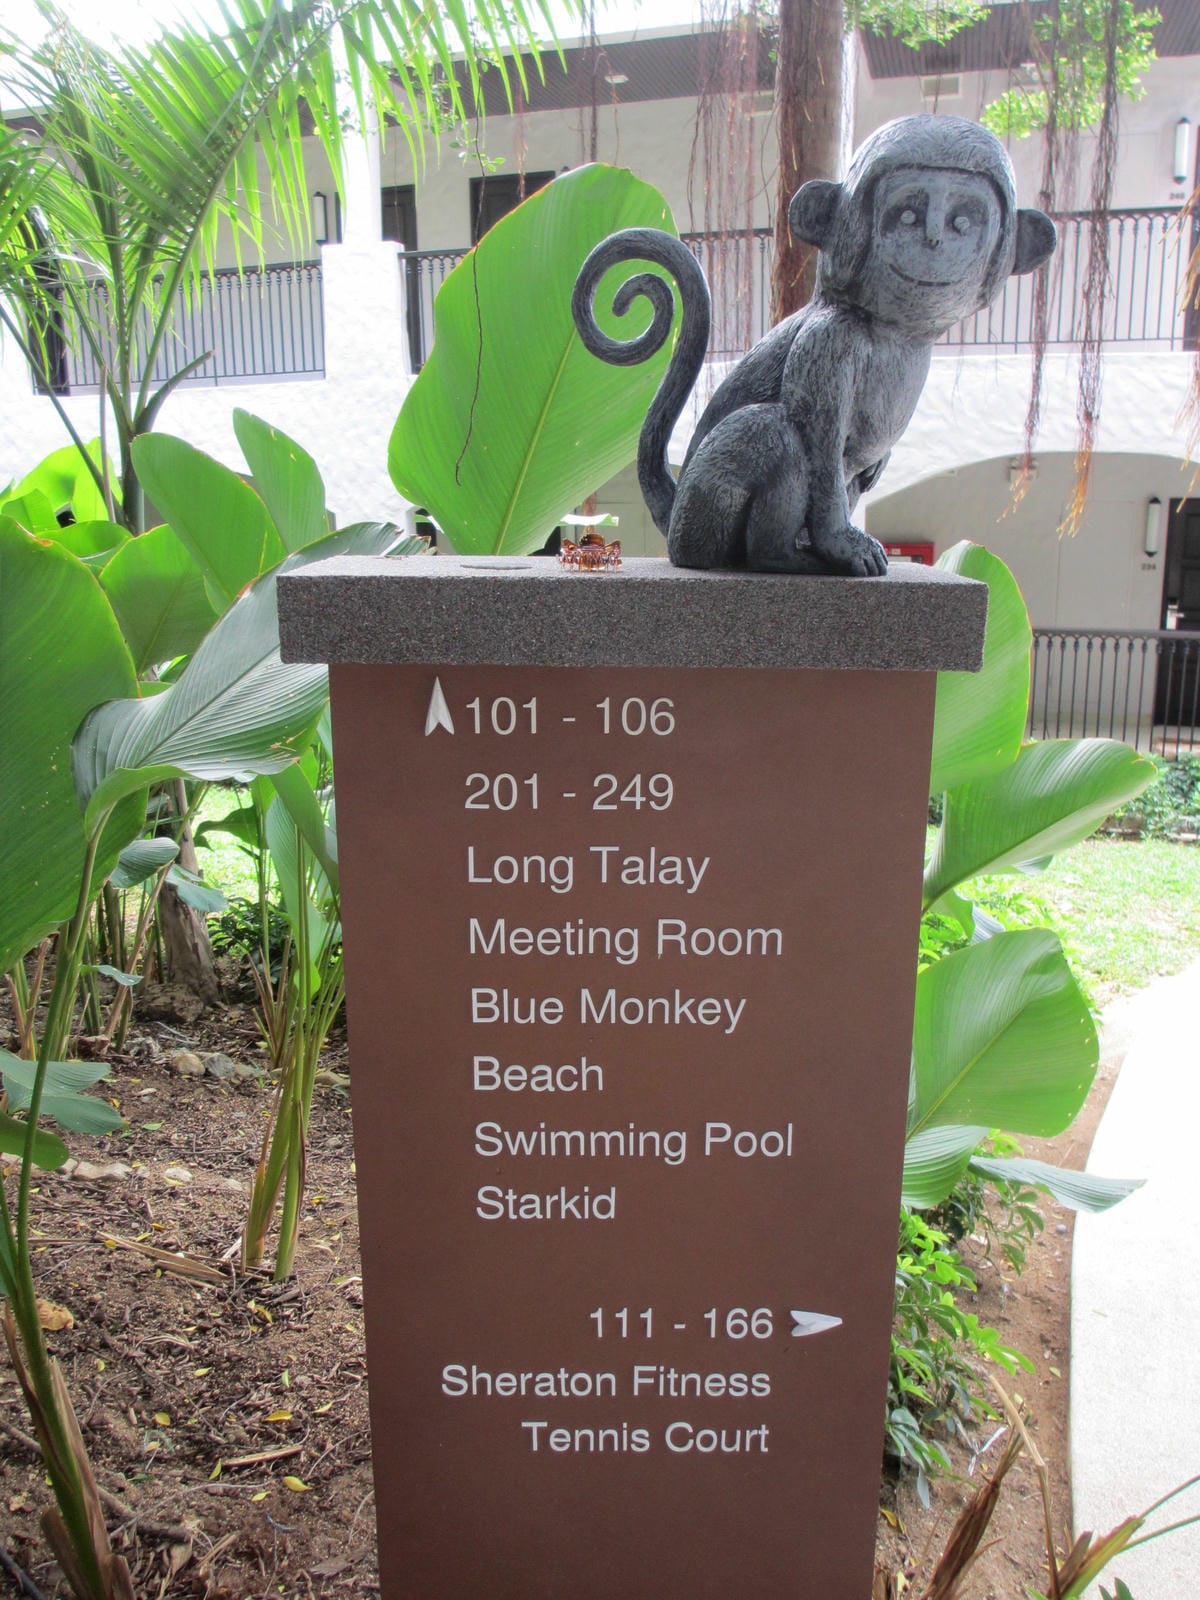 101 - 106
201 - 249
Long Talay
Meeting Room
Blue Monkey
Beach
Swimming Pool
Starkid
111 - 166
Sheraton Fitness
Tennis Court